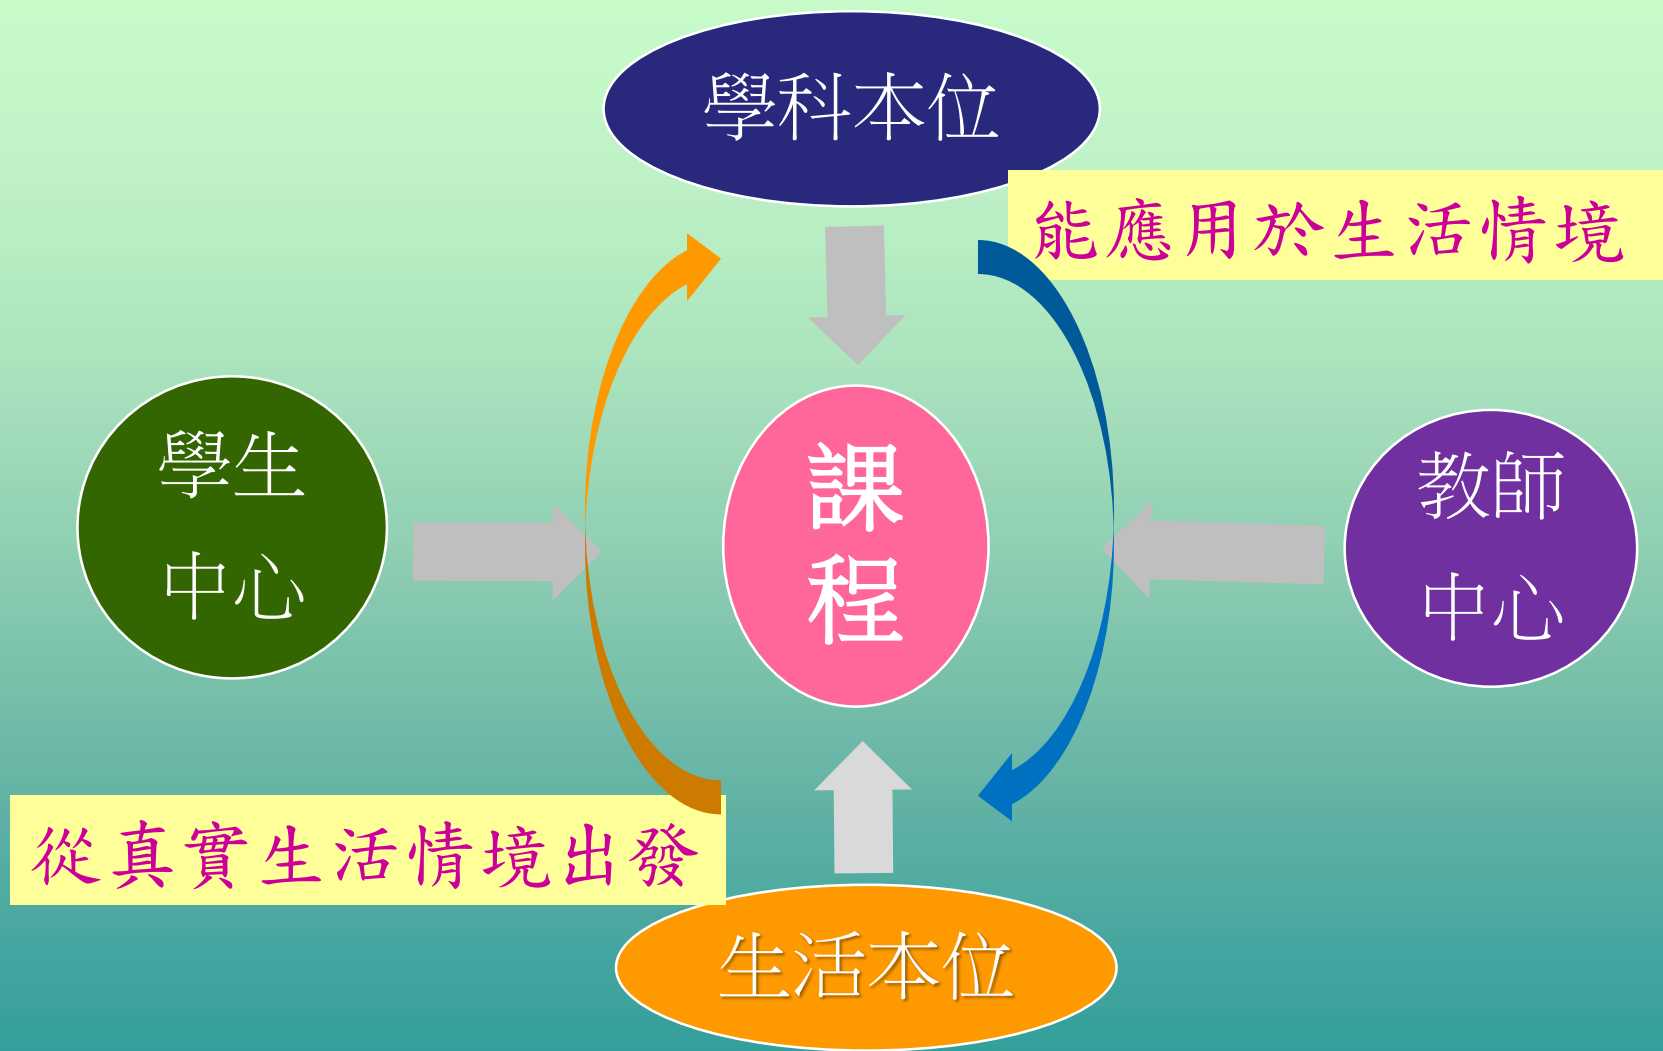 學科本位
能應用於生活情境
學生
中心
課
程
教師
中心
從真實生活情境出發
生活本位